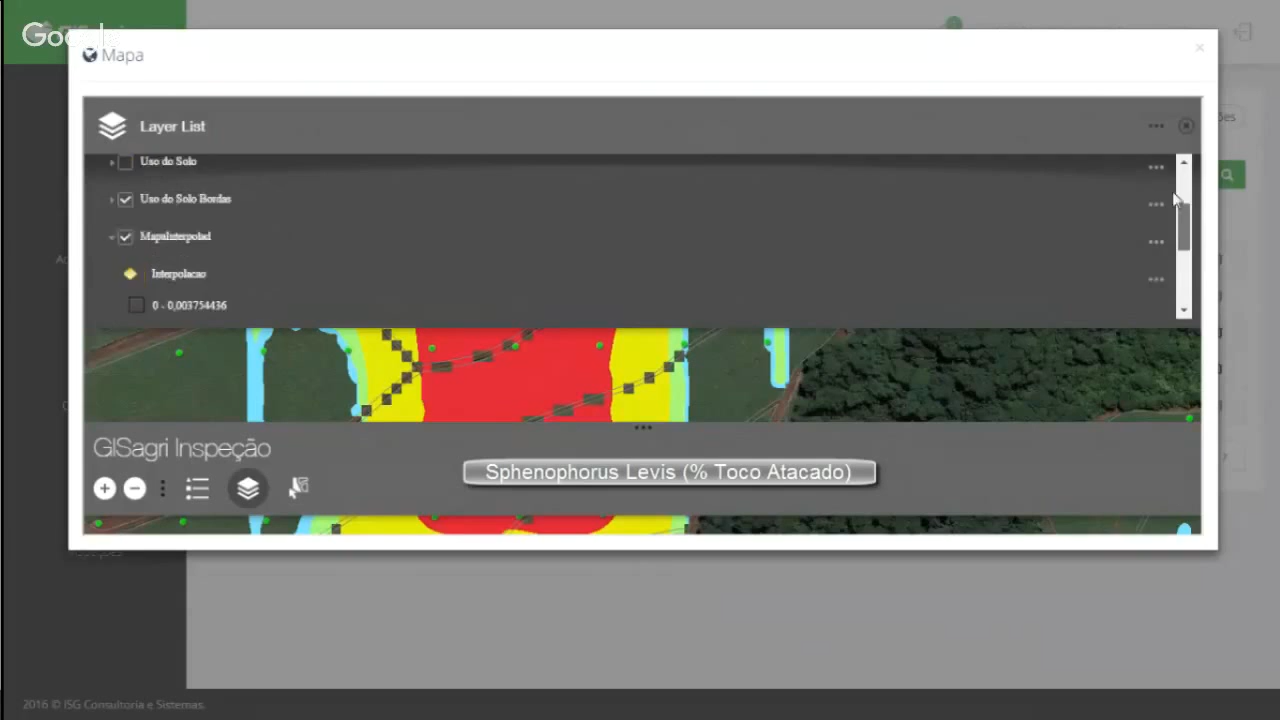 Google
Mapa
Layer List
Uso do Solo
Uso do Solo Bordas
MapaInterpolad
Interpolacao
0 - 0,003754436
GISagri Inspeção
Sphenophorus Levis (% Toco Atacado)
2016 © ISG Consultoria e Sistemas.